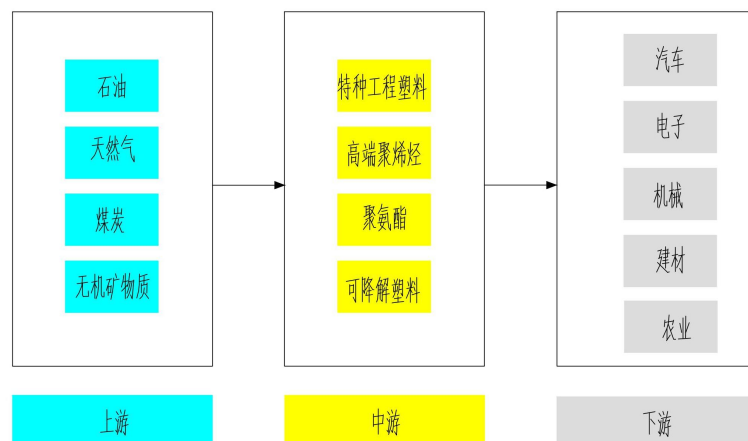 石油
天然气
煤炭
无机矿物质
上游
特种工程塑料
高端聚烯烃
聚氨酯
可降解塑料
中游
汽车
电子
机械
建材
农业
下游